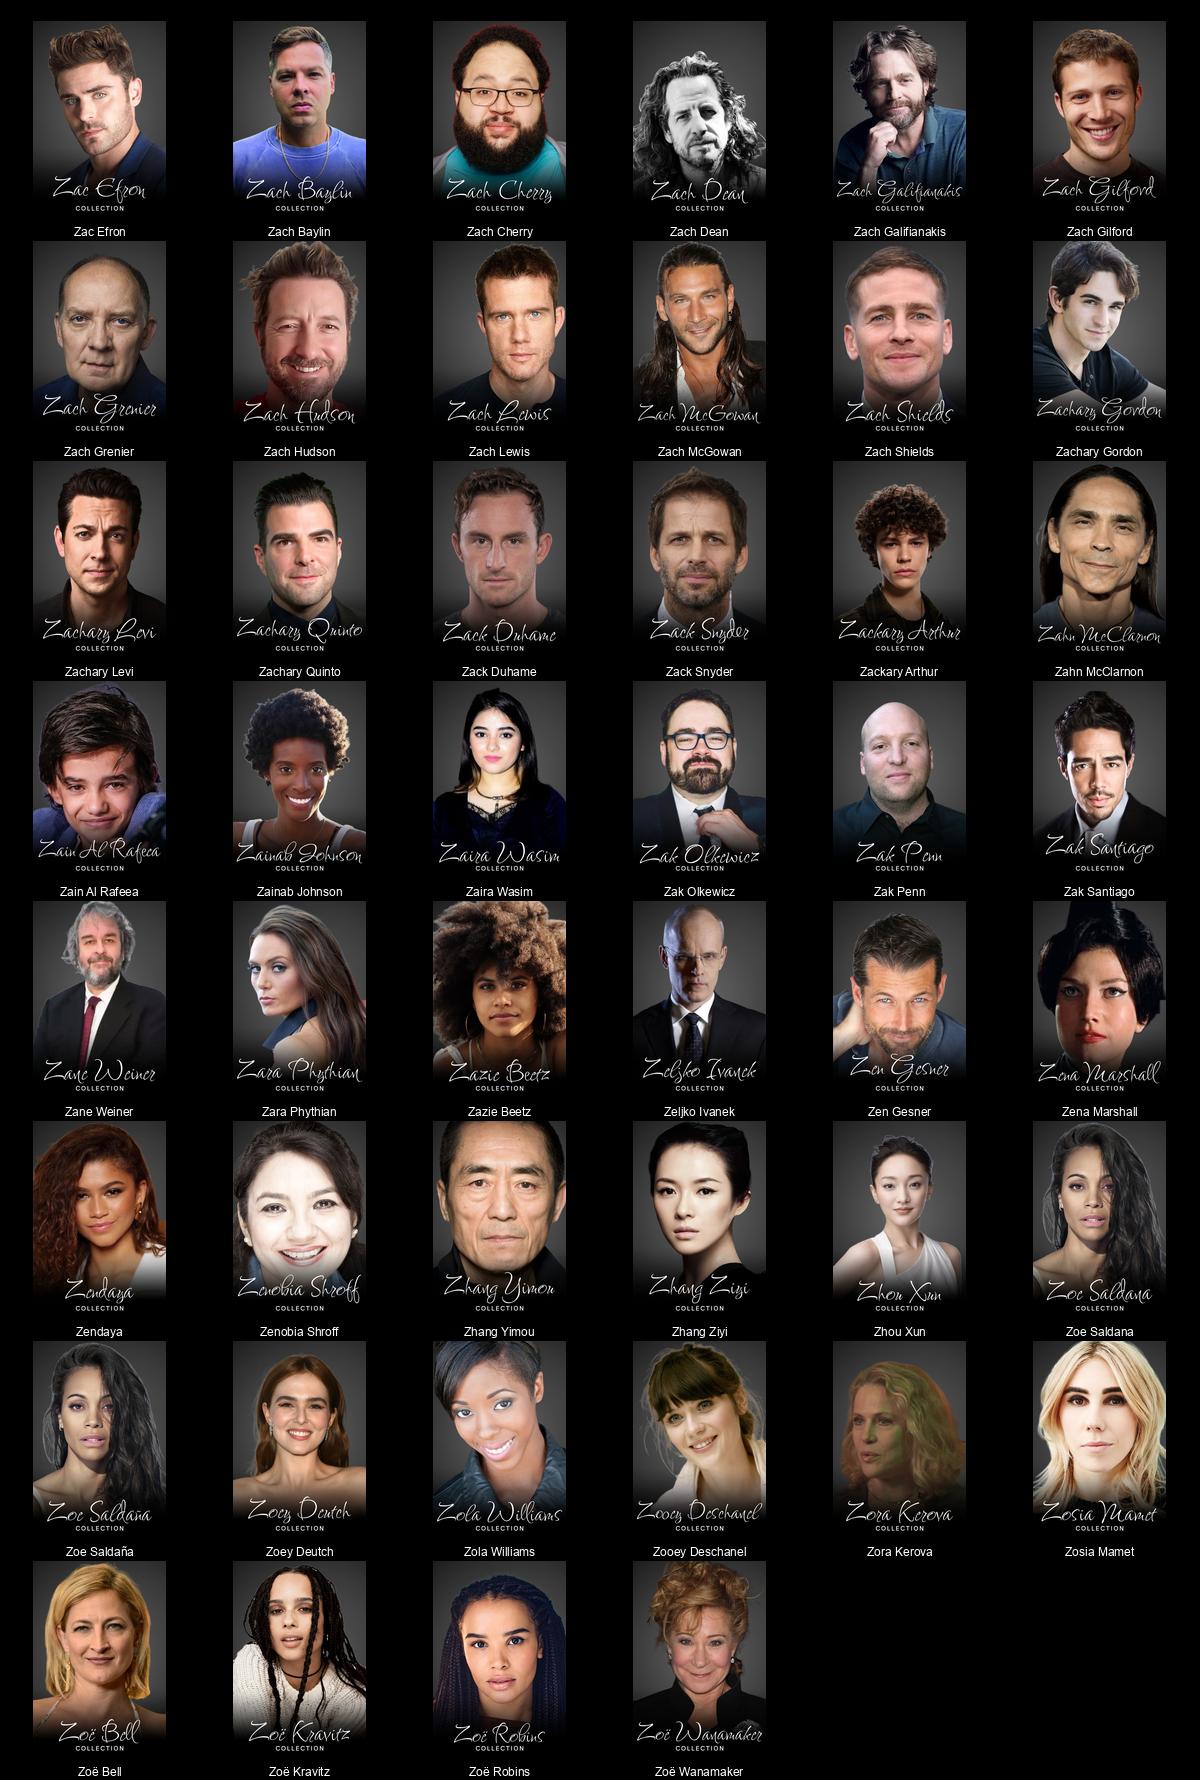 Zac Efron Zach Baylin Zach Cherry Zach Dean Zach Galifianakis Zach Gilford
COLLECTION COLLECTION COLLECTION COLLECTION COLLECTION COLLECTION
Zac Efron Zach Baylin Zach Cherry Zach Dean Zach Galifianakis Zach Gilford
Zach Grenier Zach Hudson Zach Lewis Zach McGowan Zach Shields Zachary Gordon
COLLECTION COLLECTION COLLECTION COLLECTION COLLECTION COLLECTION
Zach Grenier Zach Hudson Zach Lewis Zach McGowan Zach Shields Zachary Gordon
Zachary Levi Zachary Quinto Zack Duhame Zack Snyder Zackary Arthur Zahn McClarnon
COLLECTION COLLECTION COLLECTION COLLECTION COLLECTION COLLECTION
Zachary Levi Zachary Quinto Zack Duhame Zack Snyder Zackary Arthur Zahn McClarnon
Zain Al Rafeea Zainab Johnson Zaira Wasim Zak Olkewicz Zak Penn Zak Santiago
COLLECTION COLLECTION COLLECTION COLLECTION COLLECTION COLLECTION
Zain Al Rafeea Zainab Johnson Zaira Wasim Zak Olkewicz Zak Penn Zak Santiago
Zane Weiner Zara Phythian Zazie Beetz Zeljko Ivanek Zen Gesner Zena Marshall
COLLECTION COLLECTION COLLECTION COLLECTION COLLECTION COLLECTION
Zane Weiner Zara Phythian Zazie Beetz Zeljko Ivanek Zen Gesner Zena Marshall
Zendaya Zenobia Shroff Zhang Yimou Zhang Ziyi Zhou Xun Zoe Saldana
COLLECTION COLLECTION COLLECTION COLLECTION COLLECTION COLLECTION
Zendaya Zenobia Shroff Zhang Yimou Zhang Ziyi Zhou Xun Zoe Saldana
Zoe Saldaña Zoey Deutch Zola Williams Zooey Deschanel Zora Kerova Zosia Mamet
COLLECTION COLLECTION COLLECTION COLLECTION COLLECTION COLLECTION
Zoe Saldaña Zoey Deutch Zola Williams Zooey Deschanel Zora Kerova Zosia Mamet
Zoë Bell Zoë Kravitz Zoë Robins Zoë Wanamaker
COLLECTION COLLECTION COLLECTION COLLECTION
Zoë Bell Zoë Kravitz Zoë Robins Zoë Wanamaker